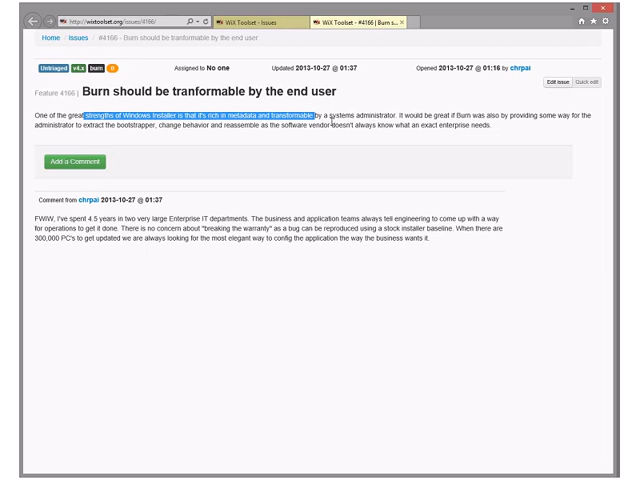 http://wixtoolset.org/issues/4166/
WiX Toolset - Issues
WiX Toolset - #4166 | Burn s...
Home / Issues / #4166 - Burn should be tranformable by the end user
Untriaged v4.x burn 0 Assigned to No one Updated 2013-10-27 @ 01:37 Opened 2013-10-27 @ 01:16 by chrpai
Edit issue Quick edit
Feature 4166 | Burn should be tranformable by the end user
One of the great strengths of Windows Installer is that it's rich in metadata and transformable by a systems administrator. It would be great if Burn was also by providing some way for the
administrator to extract the bootstrapper, change behavior and reassemble as the software vendor doesn't always know what an exact enterprise needs.
Add a Comment
Comment from chrpai 2013-10-27 @ 01:37
FWIW, I've spent 4.5 years in two very large Enterprise IT departments. The business and application teams always tell engineering to come up with a way
for operations to get it done. There is no concern about "breaking the warranty" as a bug can be reproduced using a stock installer baseline. When there are
300,000 PC's to get updated we are always looking for the most elegant way to config the application the way the business wants it.